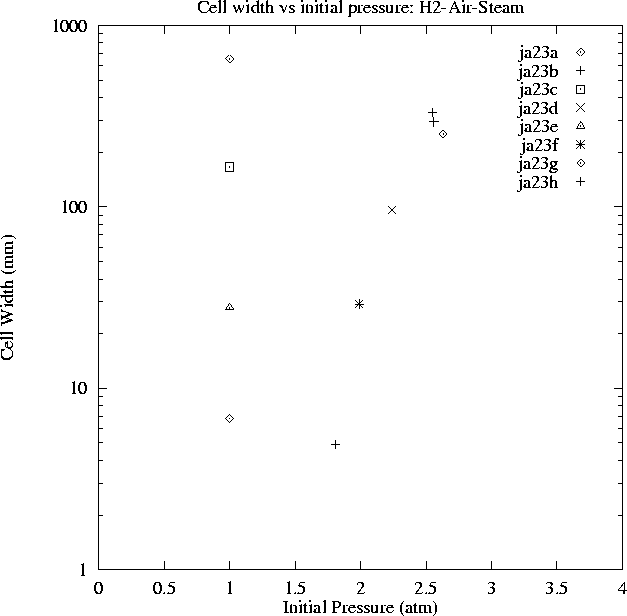 Cell width vs initial pressure: H2-Air-Steam
1000
100
10
1
Cell Width (mm)
ja23a
ja23b
ja23c
ja23d
ja23e
ja23f
ja23g
ja23h
0 0.5 1 1.5 2 2.5 3 3.5 4
Initial Pressure (atm)